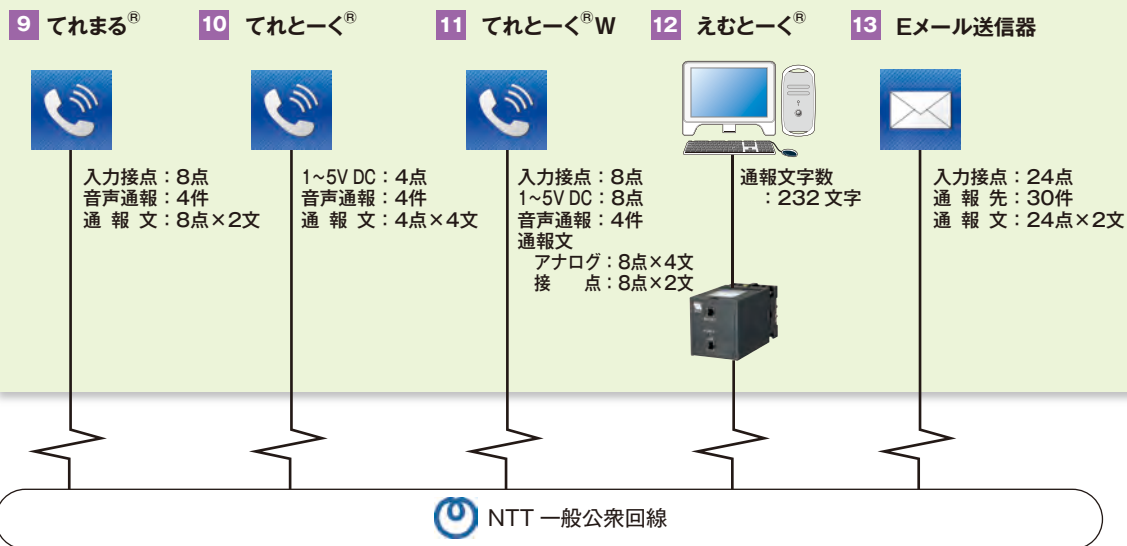 9 てれまる®
入力接点：8点
音声通報：4件
通 報 文：8点×2文
10 てれとーく®
1~5V DC：4点
音声通報：4件
通 報 文：4点×4文
11 てれとーく®W
入力接点：8点
1~5V DC：8点
音声通報：4件
通報文
アナログ：8点×4文
接　　点：8点×2文
12 えむとーく®
通報文字数
：232 文字
13 Eメール送信器
入力接点：24点
通 報 先：30件
通 報 文：24点×2文
NTT 一般公衆回線